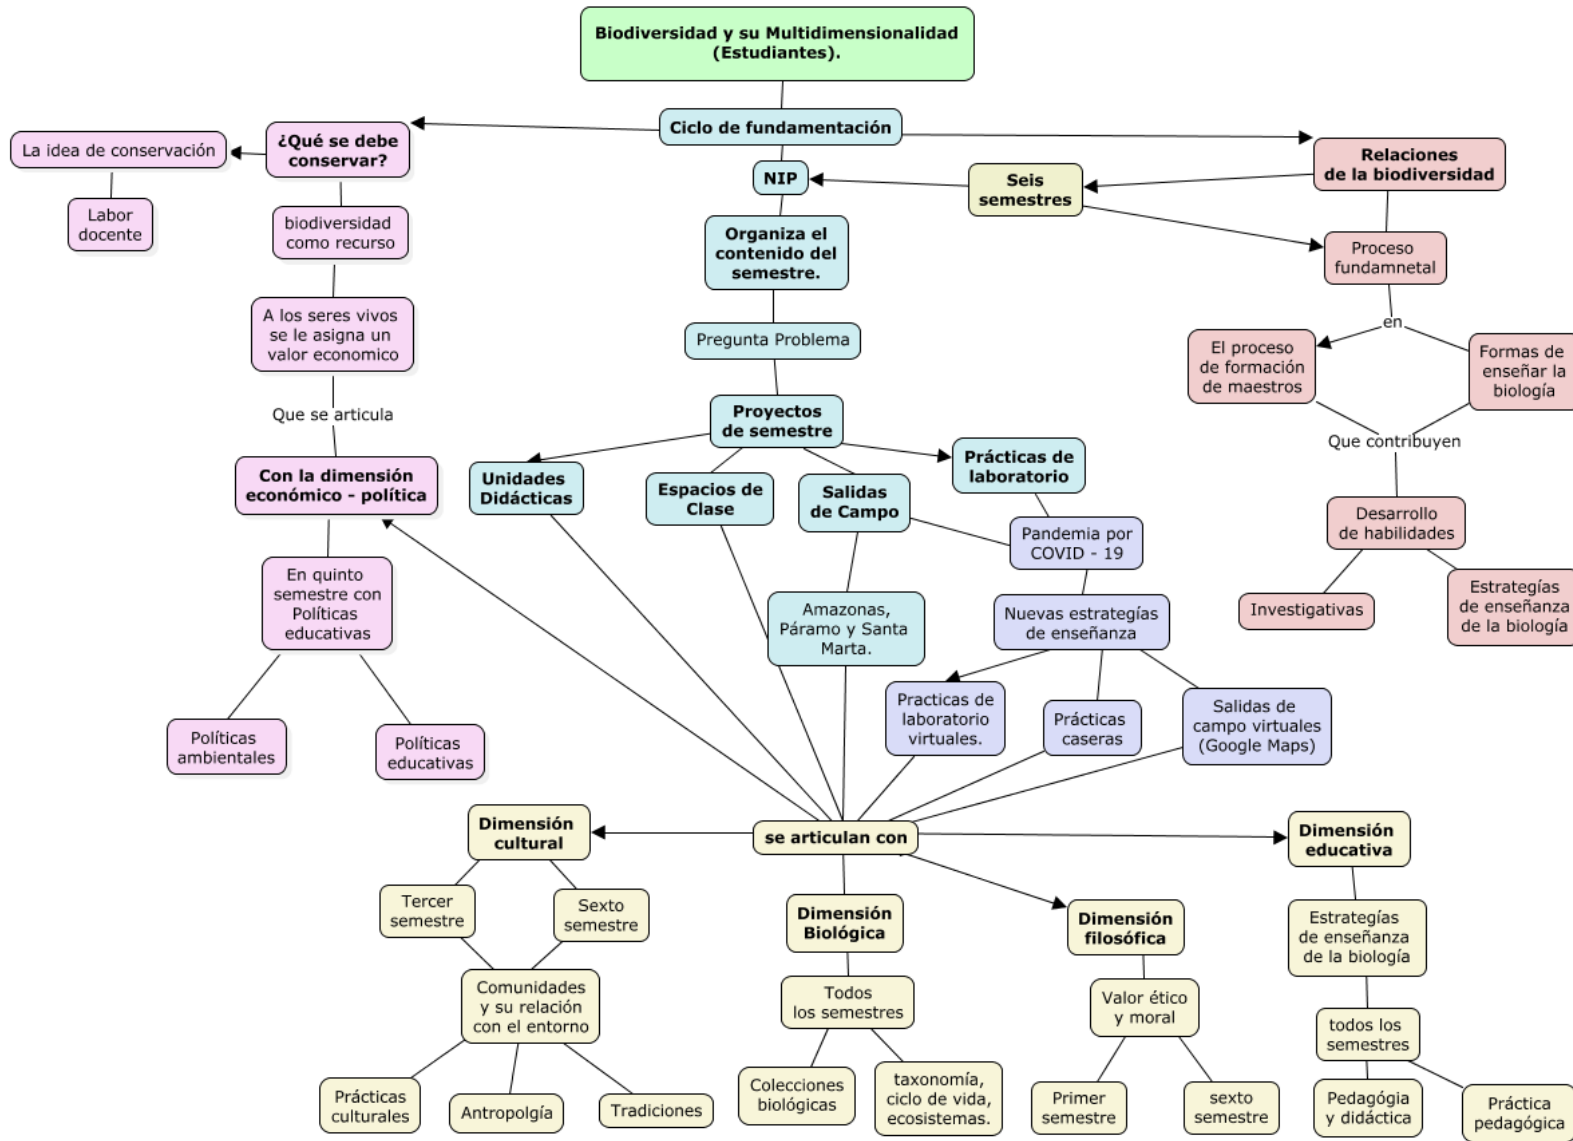 Biodiversidad y su Multidimensionalidad
(Estudiantes).
Ciclo de fundamentación
¿Qué se debe
conservar?
La idea de conservación
Labor
docente
biodiversidad
como recurso
A los seres vivos
se le asigna un
valor economico
Que se articula
Con la dimensión
económico - política
En quinto
semestre con
Políticas
educativas
Políticas
ambientales
Políticas
educativas
NIP
Organiza el
contenido del
semestre.
Pregunta Problema
Proyectos
de semestre
Unidades
Didácticas
Espacios de
Clase
Salidas
de Campo
Prácticas de
laboratorio
Amazonas,
Páramo y Santa
Marta.
Pandemia por
COVID - 19
Nuevas estrategías
de enseñanza
Practicas de
laboratorio
virtuales.
Prácticas
caseras
Salidas de
campo virtuales
(Google Maps)
Seis
semestres
Relaciones
de la biodiversidad
Proceso
fundamnetal
en
El proceso
de formación
de maestros
Formas de
enseñar la
biología
Que contribuyen
Desarrollo
de habilidades
Investigativas
Estrategías
de enseñanza
de la biología
se articulan con
Dimensión
cultural
Tercer
semestre
Sexto
semestre
Comunidades
y su relación
con el entorno
Prácticas
culturales
Antropolgía
Tradiciones
Dimensión
Biológica
Todos
los semestres
Colecciones
biológicas
taxonomía,
ciclo de vida,
ecosistemas.
Dimensión
filosófica
Valor ético
y moral
Primer
semestre
sexto
semestre
Dimensión
educativa
Estrategías
de enseñanza
de la biología
todos los
semestres
Pedagógia
y didáctica
Práctica
pedagógica